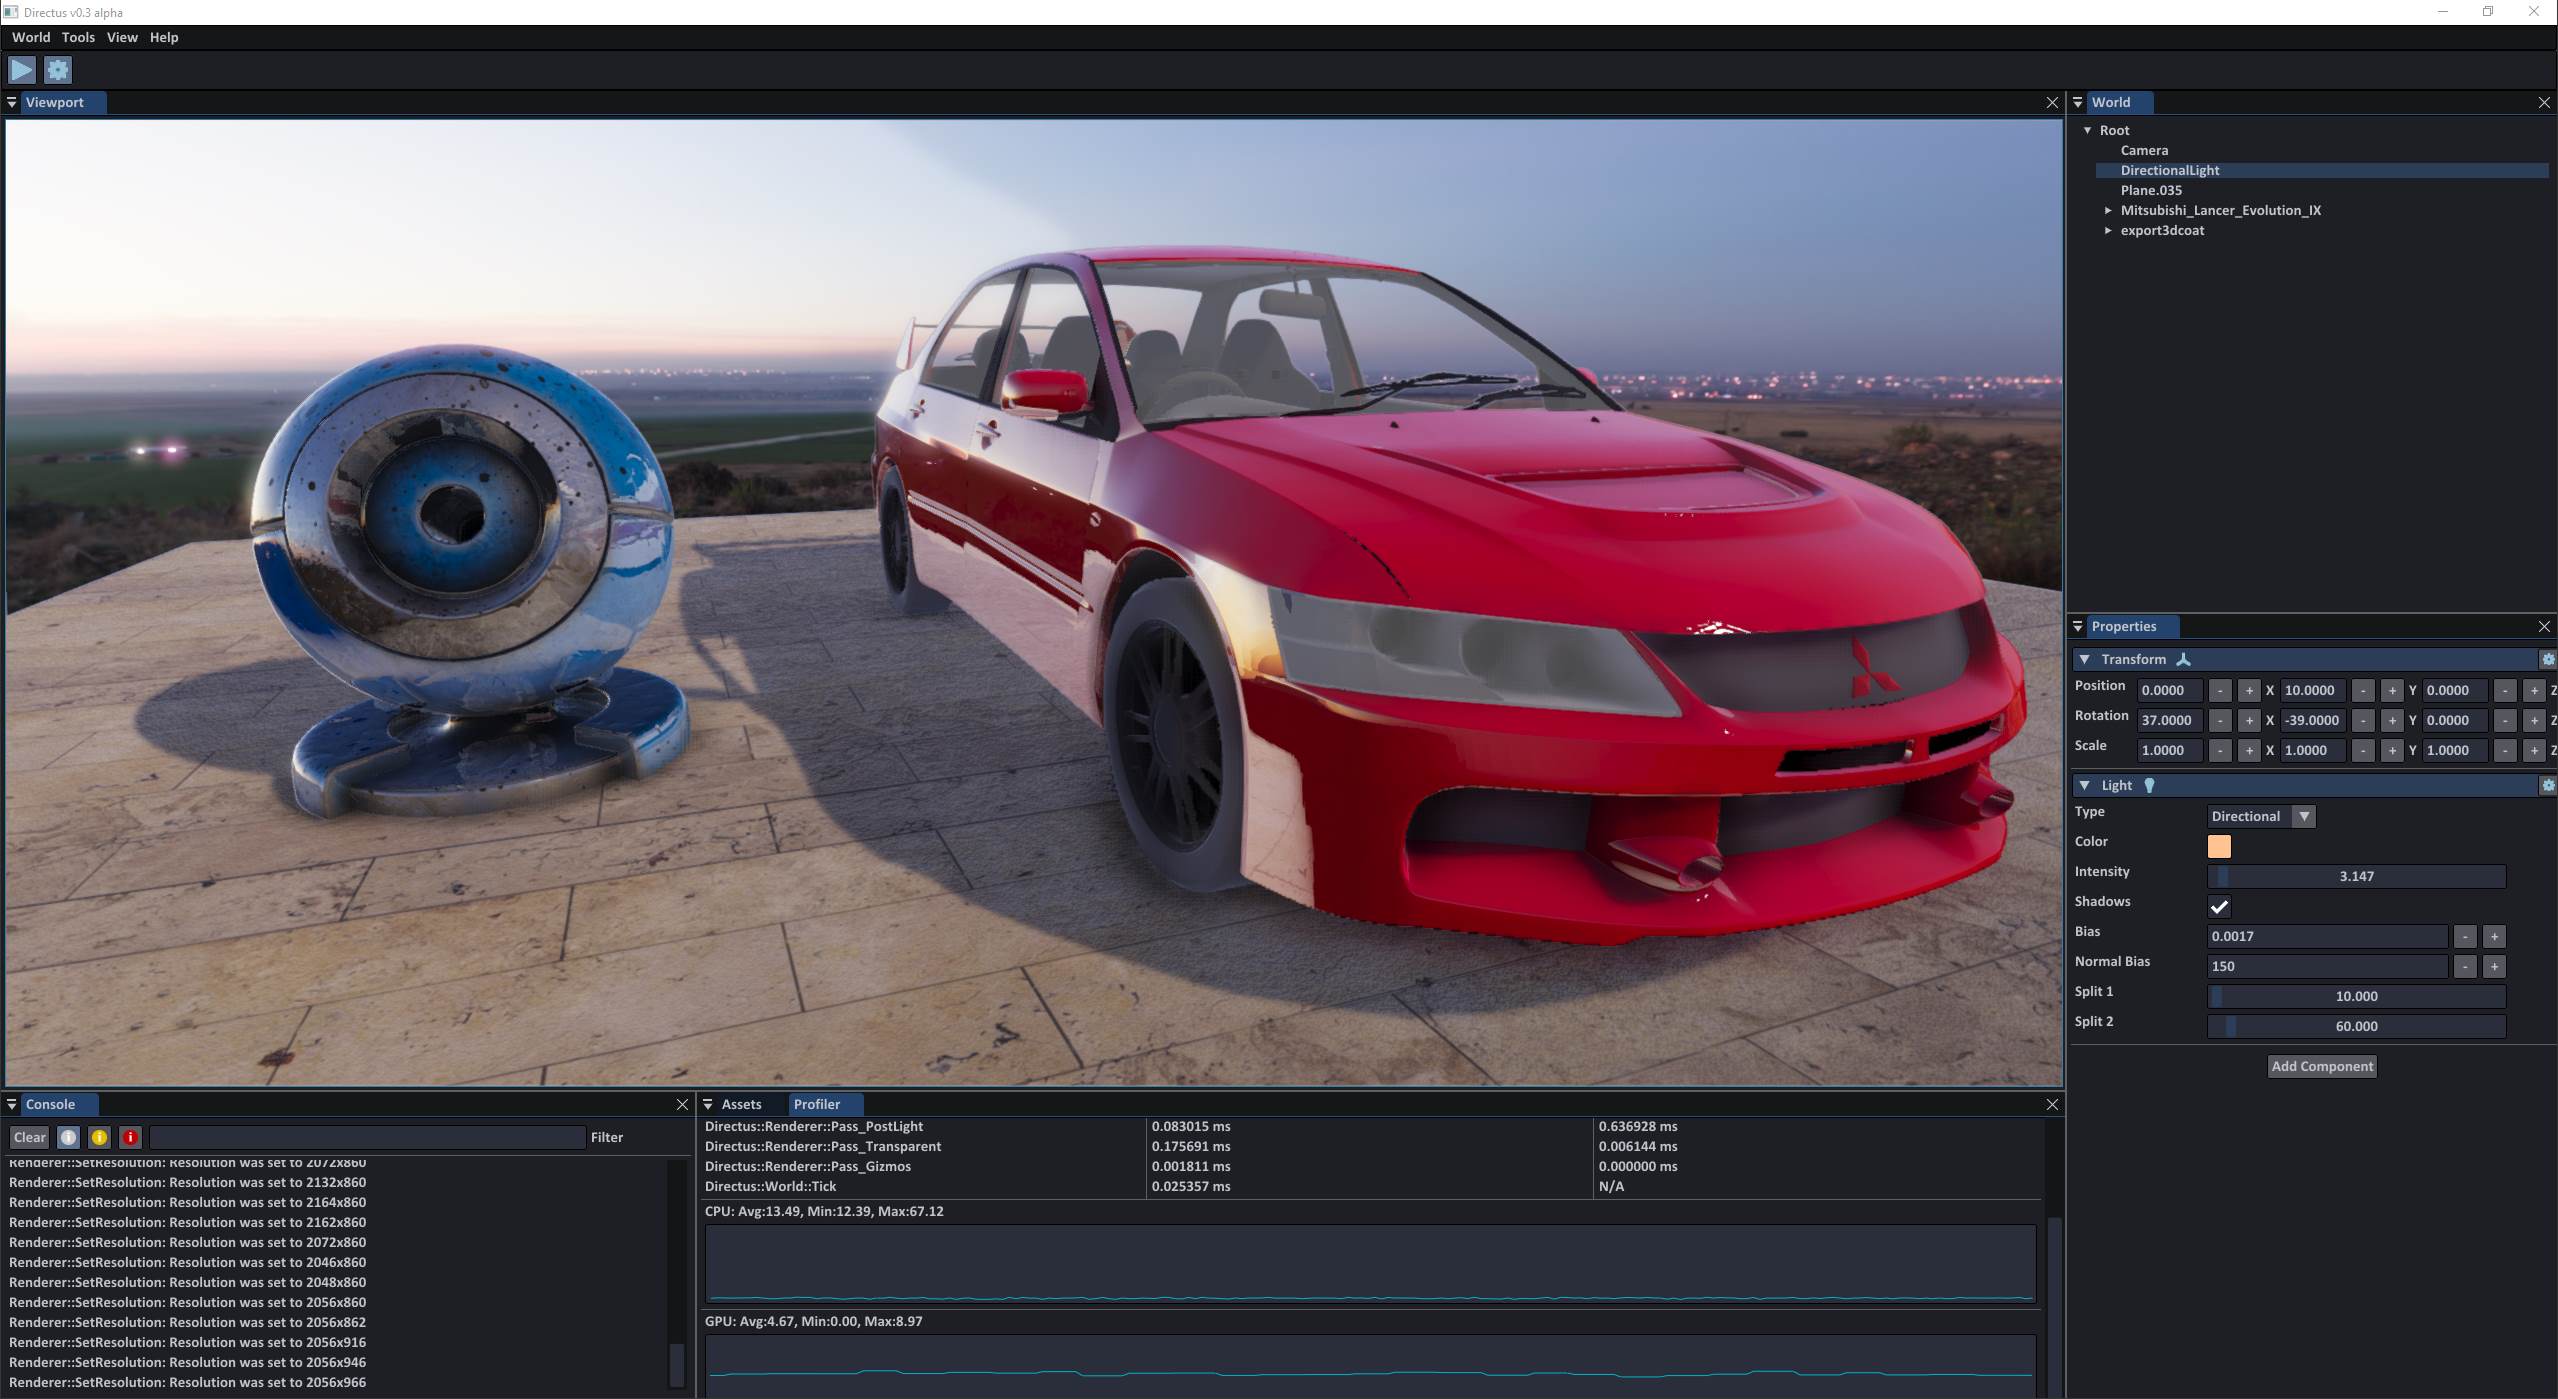 Directus v0.3 alpha
World Tools View Help
Viewport
World
Root
Camera
DirectionalLight
Plane.035
Mitsubishi_Lancer_Evolution_IX
export3dcoat
Properties
Transform
Position 0.0000 - + X 10.0000 - + Y 0.0000 - + Z
Rotation 37.0000 - + X -39.0000 - + Y 0.0000 - + Z
Scale 1.0000 - + X 1.0000 - + Y 1.0000 - + Z
Light
Type Directional
Color
Intensity 3.147
Shadows
Bias 0.0017 - +
Normal Bias 150 - +
Split 1 10.000
Split 2 60.000
Add Component
Console
Clear Filter
Renderer::SetResolution: Resolution was set to 2072x860
Renderer::SetResolution: Resolution was set to 2132x860
Renderer::SetResolution: Resolution was set to 2164x860
Renderer::SetResolution: Resolution was set to 2162x860
Renderer::SetResolution: Resolution was set to 2072x860
Renderer::SetResolution: Resolution was set to 2046x860
Renderer::SetResolution: Resolution was set to 2048x860
Renderer::SetResolution: Resolution was set to 2056x860
Renderer::SetResolution: Resolution was set to 2056x862
Renderer::SetResolution: Resolution was set to 2056x916
Renderer::SetResolution: Resolution was set to 2056x946
Renderer::SetResolution: Resolution was set to 2056x966
Assets Profiler
Directus::Renderer::Pass_PostLight 0.083015 ms 0.636928 ms
Directus::Renderer::Pass_Transparent 0.175691 ms 0.006144 ms
Directus::Renderer::Pass_Gizmos 0.001811 ms 0.000000 ms
Directus::World::Tick 0.025357 ms N/A
CPU: Avg:13.49, Min:12.39, Max:67.12
GPU: Avg:4.67, Min:0.00, Max:8.97